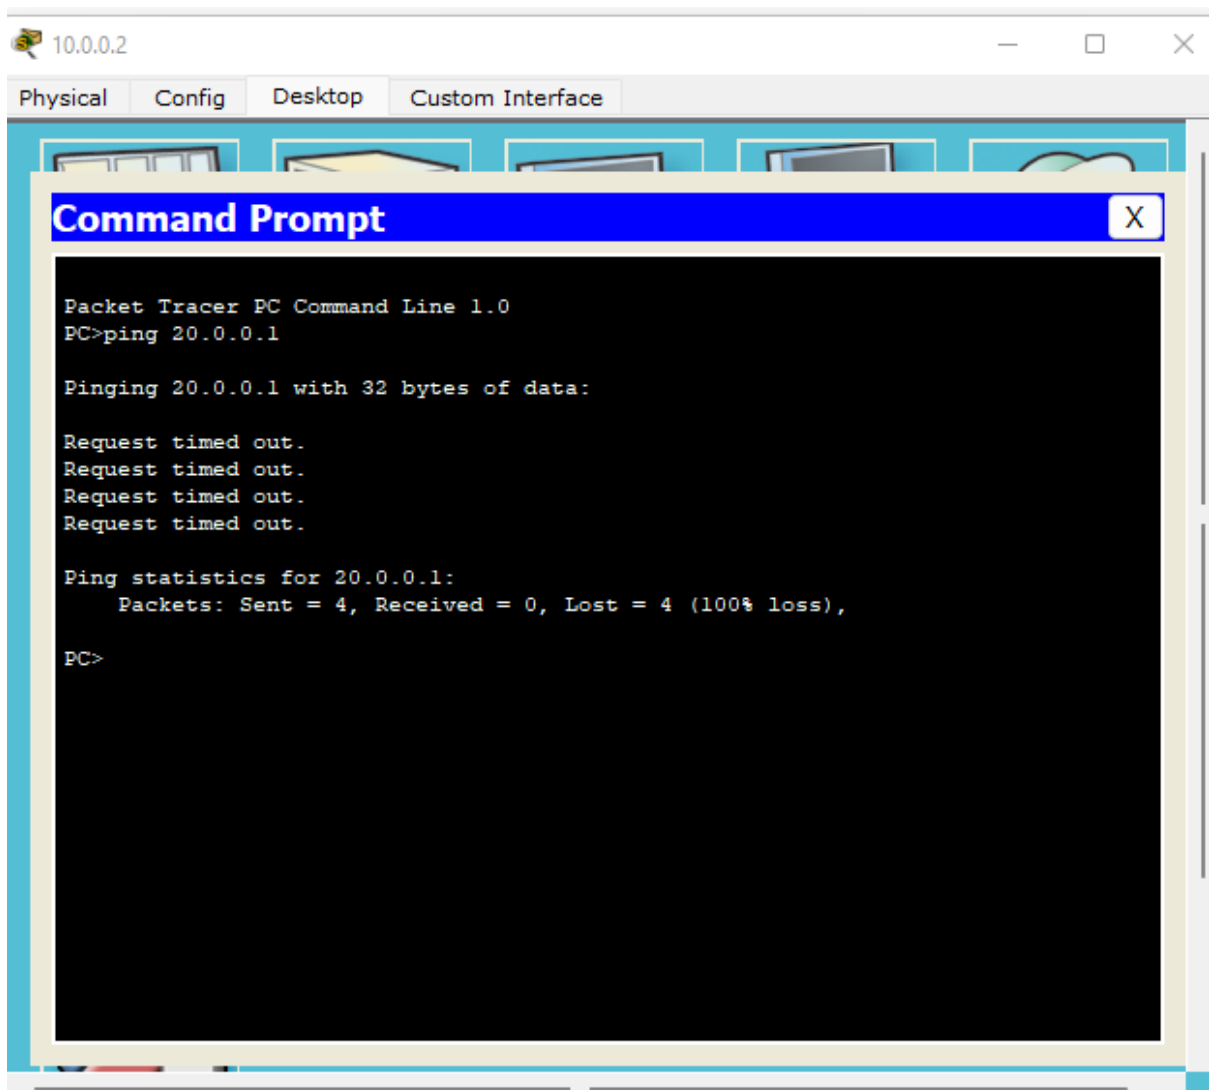 10.0.0.2
Physical Config Desktop Custom Interface
Command Prompt X
Packet Tracer PC Command Line 1.0
PC>ping 20.0.0.1
Pinging 20.0.0.1 with 32 bytes of data:
Request timed out.
Request timed out.
Request timed out.
Request timed out.
Ping statistics for 20.0.0.1:
Packets: Sent = 4, Received = 0, Lost = 4 (100% loss),
PC>